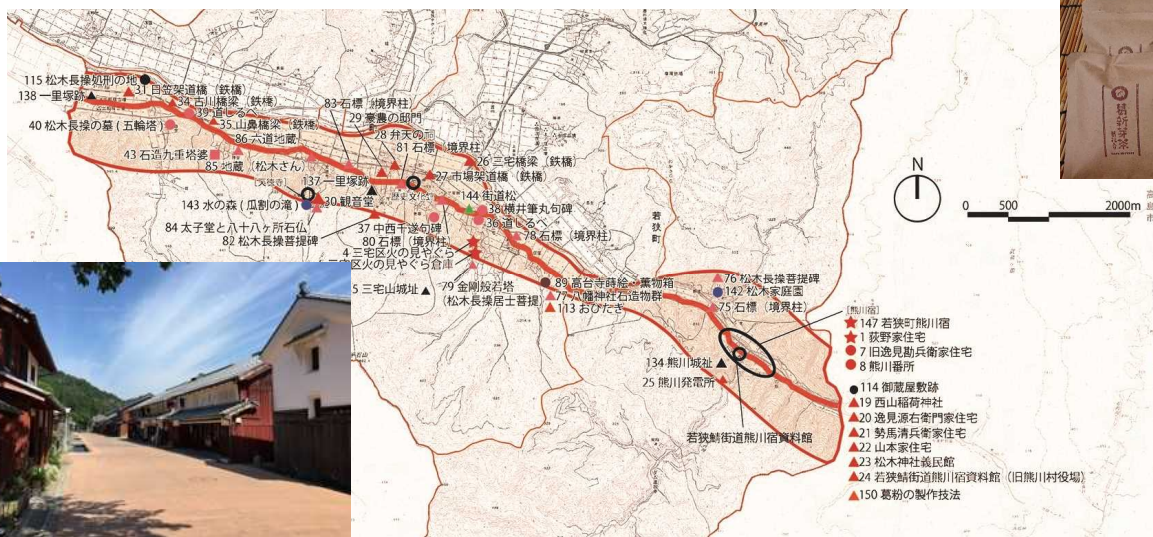 115 松木長操処刑の地
31 日笠架道橋（鉄橋）
138 一里塚跡
34 古川橋梁（鉄橋）
39 道しるべ
40 松木長操の墓 ( 五輪塔 )
35 山鼻橋梁（鉄橋）
86 六道地蔵
83 石標（境界柱）
29 豪農の邸門
28 弁天の祠
81 石標（境界柱）
43 石造九重塔婆
85 地蔵（松木さん）
26 三宅橋梁（鉄橋）
27 市場架道橋（鉄橋）
137 一里塚跡
144 街道松
143 水の森 ( 瓜割の滝 )
30 観音堂
38 横井筆丸句碑
36 道しるべ
84 太子堂と八十八ヶ所石仏
82 松木長操菩提碑
37 中西千遂句碑
80 石標（境界柱）
78 石標（境界柱）
4 三宅区火の見やぐら
三宅区火の見やぐら倉庫
5 三宅山城址
79 金剛般若塔
（松木長操居士菩提）
89 高台寺蒔絵・薫物箱
77 八幡神社石造物群
113 おひたき
76 松木長操菩提碑
142 松木家庭園
75 石標（境界柱）
134 熊川城址
25 熊川発電所
若狭鯖街道熊川宿資料館
若狭町
N
0 500 2000m
[熊川宿]
147 若狭町熊川宿
1 荻野家住宅
7 旧逸見勘兵衛家住宅
8 熊川番所
114 御蔵屋敷跡
19 西山稲荷神社
20 逸見源右衛門家住宅
21 勢馬清兵衛家住宅
22 山本家住宅
23 松木神社義民館
24 若狭鯖街道熊川宿資料館（旧熊川村役場）
150 葛粉の製作技法